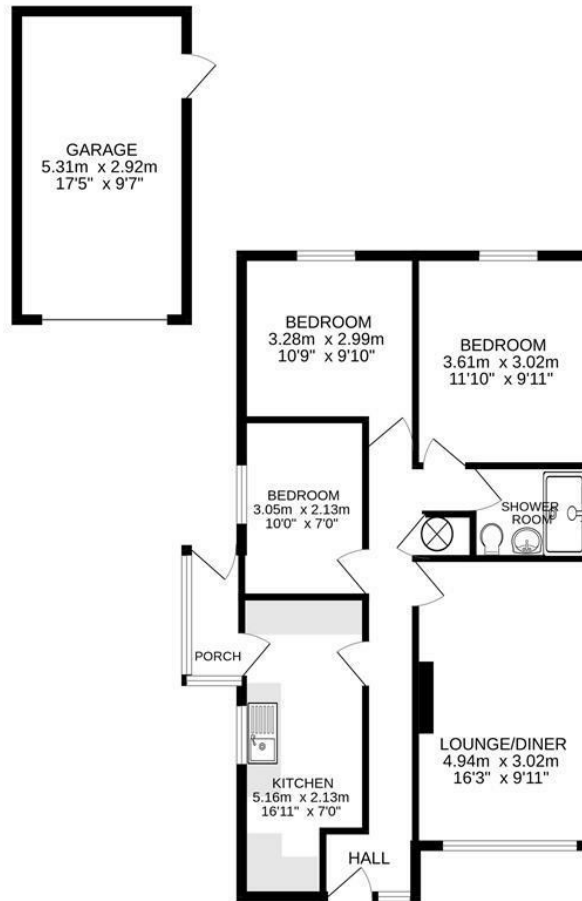 GARAGE
5.31m x 2.92m
17'5" x 9'7"
BEDROOM
3.28m x 2.99m
10'9" x 9'10"
BEDROOM
3.61m x 3.02m
11'10" x 9'11"
BEDROOM
3.05m x 2.13m
10'0" x 7'0"
SHOWER
ROOM
PORCH
LOUNGE/DINER
4.94m x 3.02m
16'3" x 9'11"
KITCHEN
5.16m x 2.13m
16'11" x 7'0"
HALL